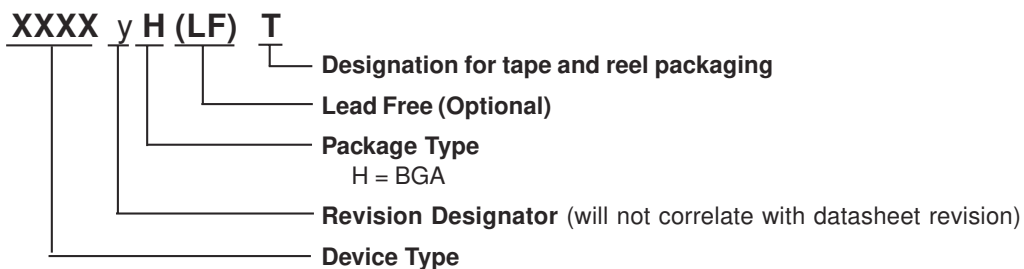 XXXX y H (LF) T
Designation for tape and reel packaging
Lead Free (Optional)
Package Type
H = BGA
Revision Designator (will not correlate with datasheet revision)
Device Type